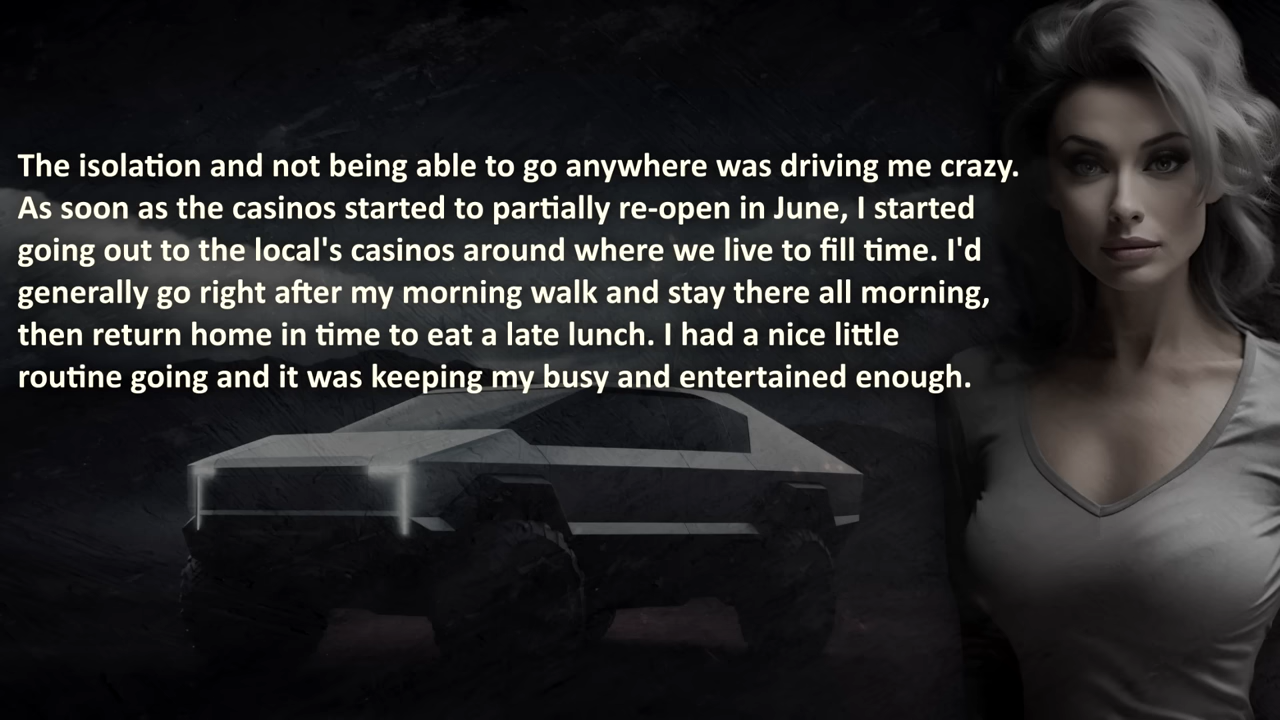 The isolation and not being able to go anywhere was driving me crazy.
As soon as the casinos started to partially re-open in June, I started
going out to the local's casinos around where we live to fill time. I'd
generally go right after my morning walk and stay there all morning,
then return home in time to eat a late lunch. I had a nice little
routine going and it was keeping my busy and entertained enough.